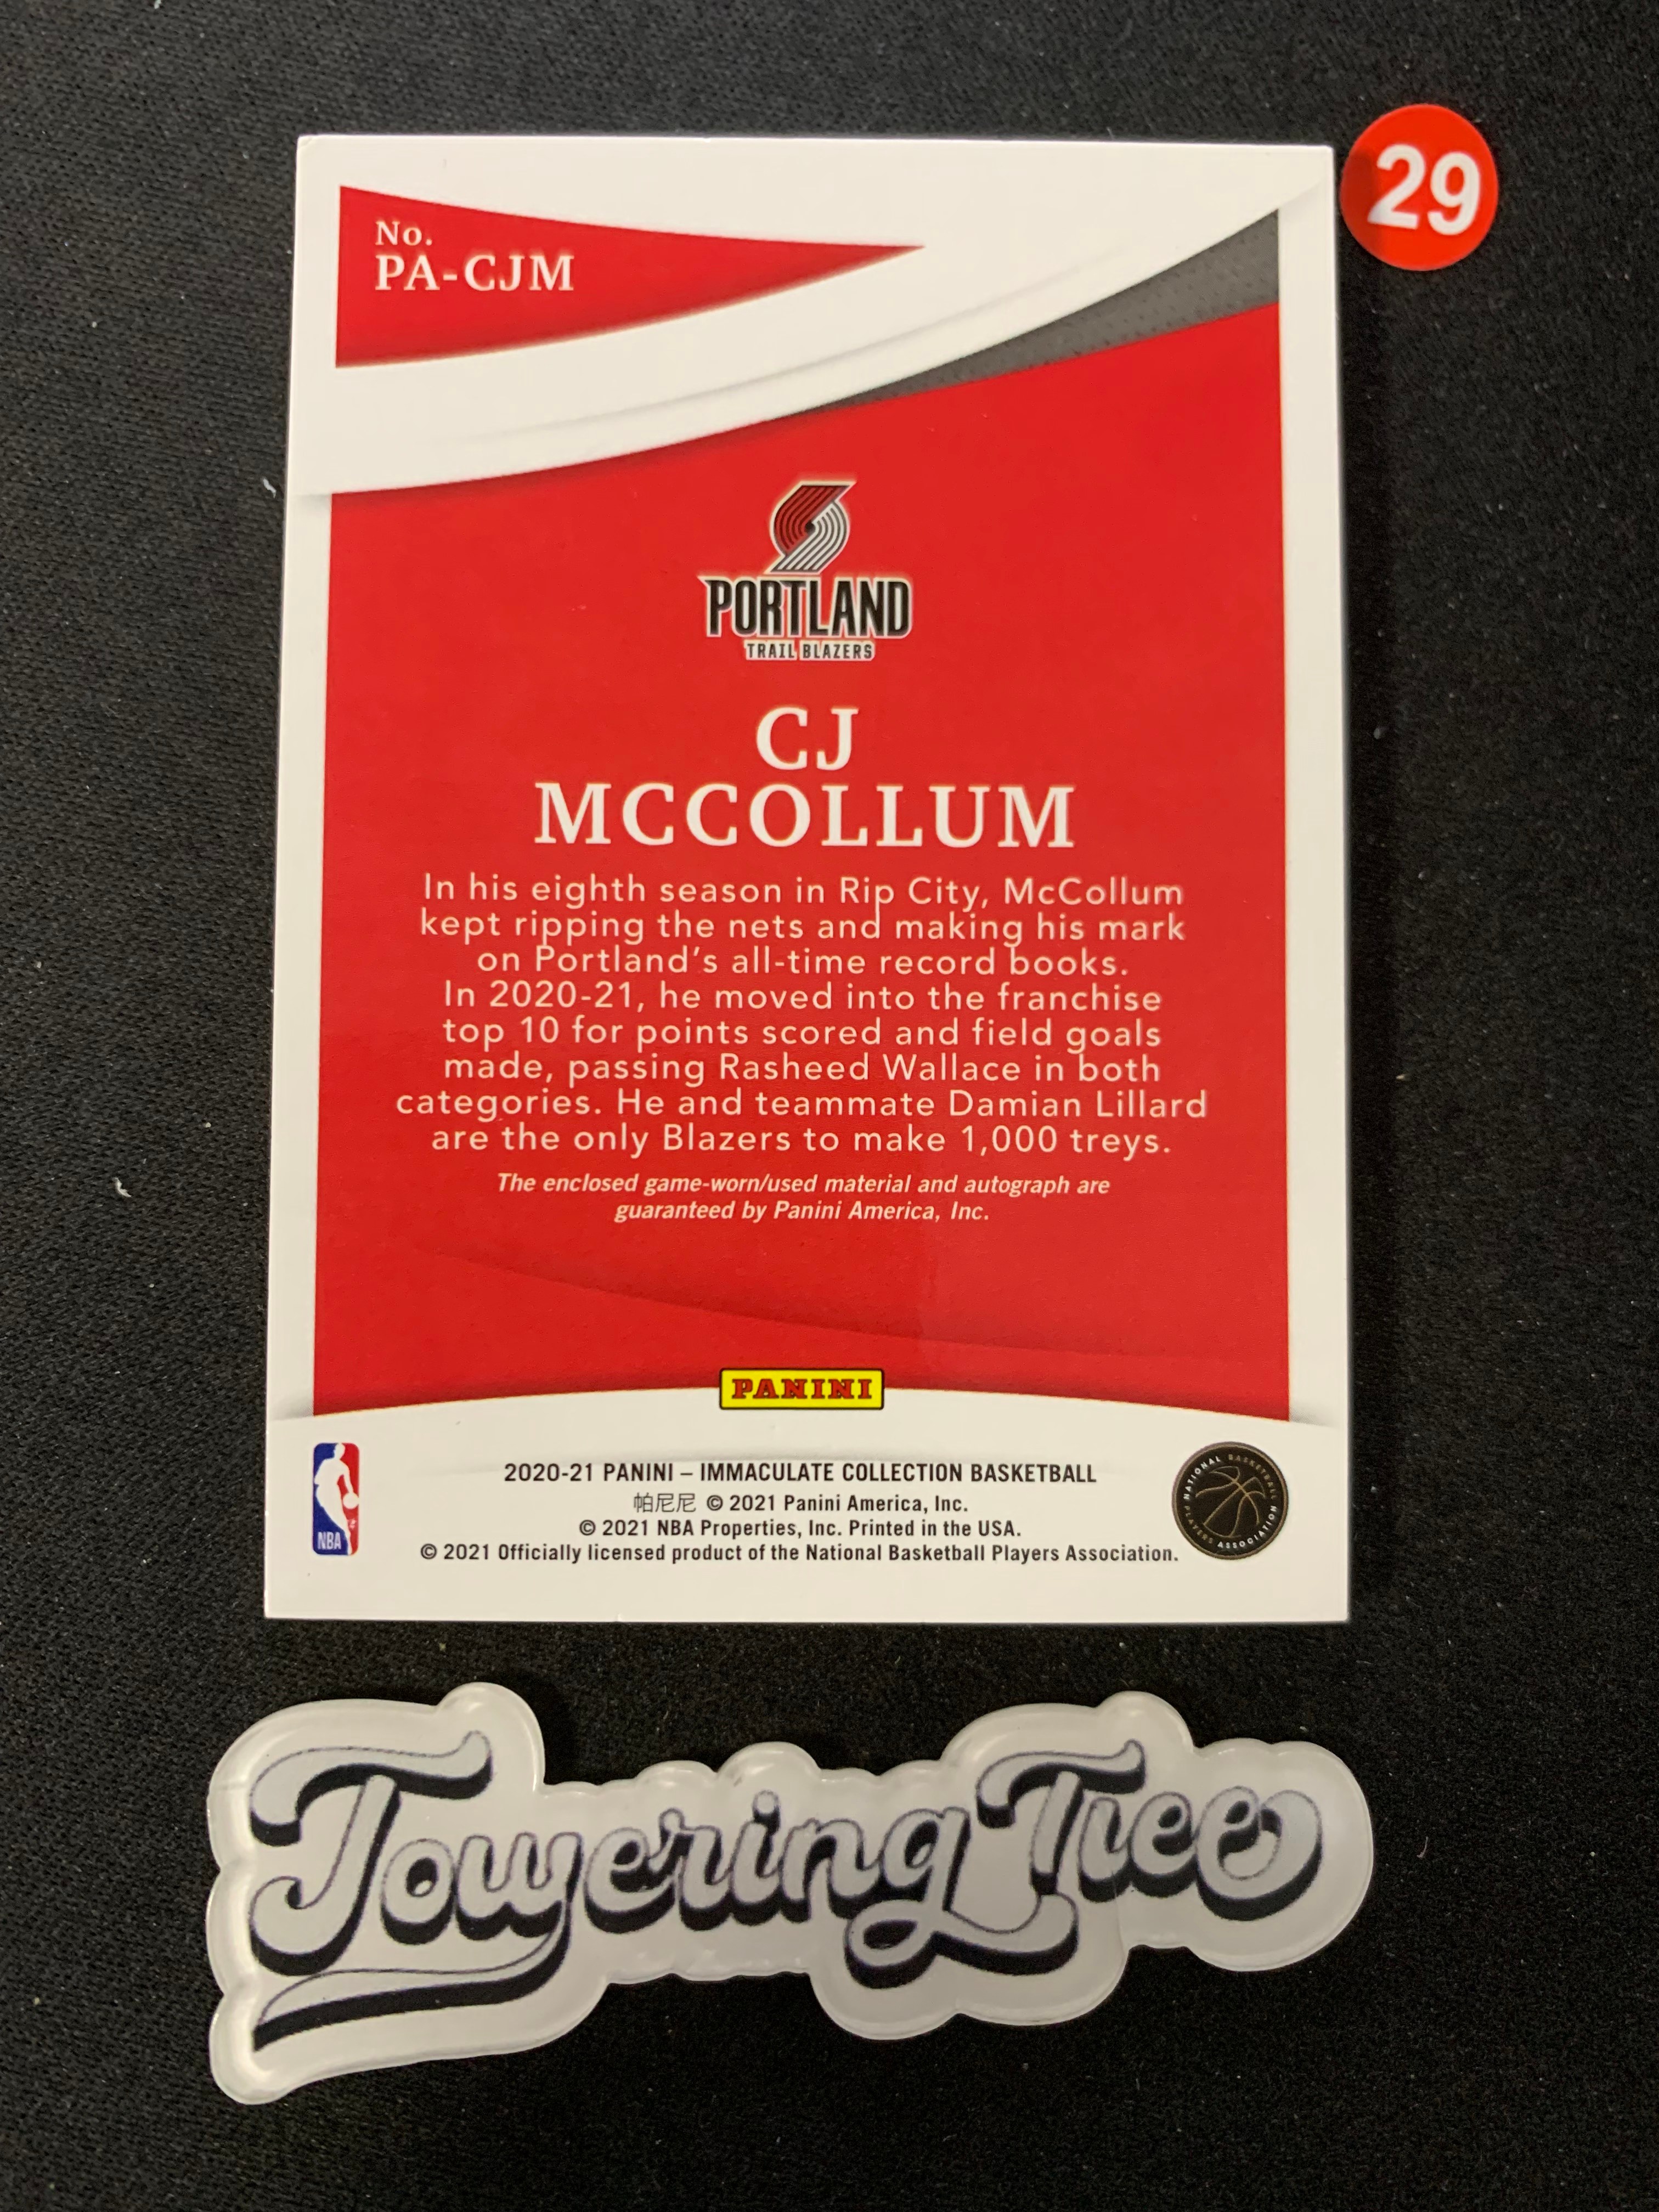 29
No.
PA-CJM
PORTLAND
TRAIL BLAZERS
CJ
MCCOLLUM
In his eighth season in Rip City, McCollum
kept ripping the nets and making his mark
on Portland's all-time record books.
In 2020-21, he moved into the franchise
top 10 for points scored and field goals
made, passing Rasheed Wallace in both
categories. He and teammate Damian Lillard
are the only Blazers to make 1,000 treys.
The enclosed game-worn/used material and autograph are
guaranteed by Panini America, Inc.
PANINI
NBA
2020-21 PANINI – IMMACULATE COLLECTION BASKETBALL
帕尼尼 © 2021 Panini America, Inc.
© 2021 NBA Properties, Inc. Printed in the USA.
© 2021 Officially licensed product of the National Basketball Players Association.
NATIONAL BASKETBALL
PLAYERS ASSOCIATION
ToweringTiee